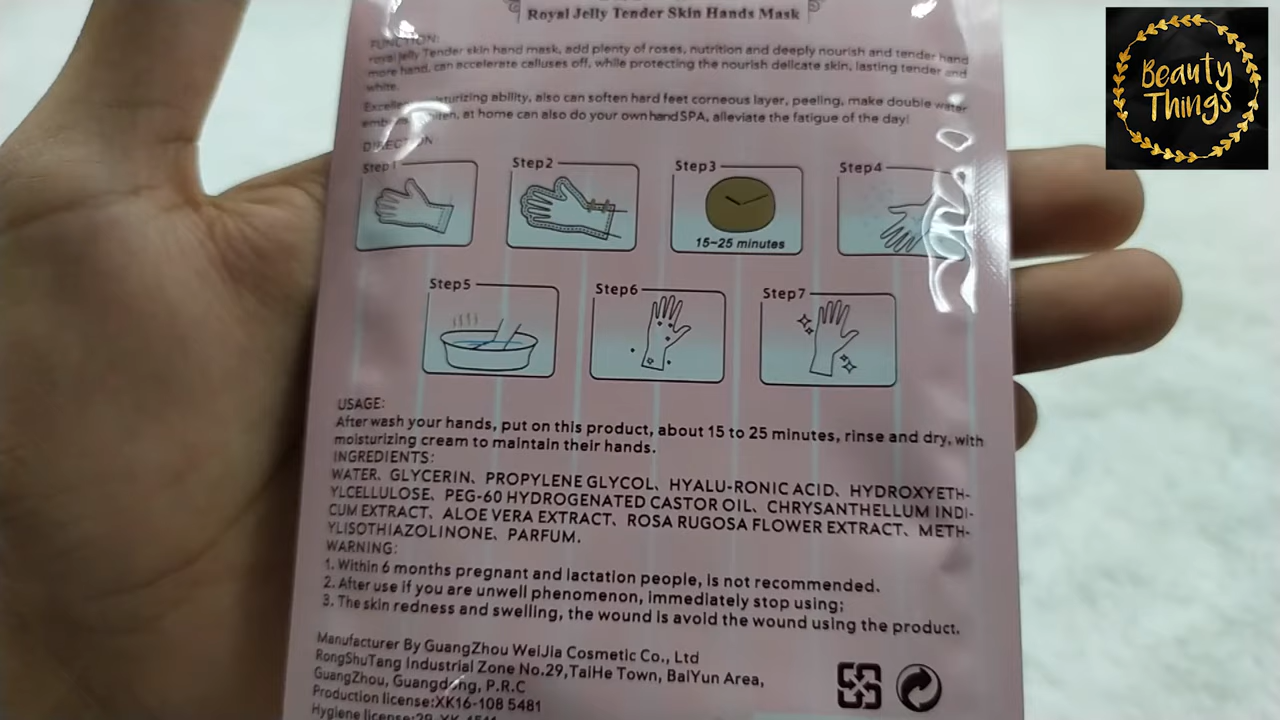 Royal Jelly Tender Skin Hands Mask
Beauty
Things
FUNCTION:
royal jelly Tender skin hand mask, add plenty of roses, nutrition and deeply nourish and tender hand
more hand, can accelerate calluses off, while protecting the nourish delicate skin, lasting tender and
white.
ability, also can soften hard feet corneous layer, peeling, make double water
at home can also do your own hand SPA, alleviate the fatigue of the day!
DIRECTION
Step1
Step2
Step3
Step4
15-25 minutes
Step5
Step6
Step7
USAGE:
After wash your hands, put on this product, about 15 to 25 minutes, rinse and dry, with
moisturizing cream to maintain their hands.
INGREDIENTS:
WATER、GLYCERIN、PROPYLENE GLYCOL、HYALU-RONIC ACID、HYDROXYETH-
YLCELLULOSE、PEG-60 HYDROGENATED CASTOR OIL、CHRYSANTHELLUM INDI-
CUM EXTRACT、ALOE VERA EXTRACT、ROSA RUGOSA FLOWER EXTRACT、METH-
YLISOTHIAZOLINONE、PARFUM.
WARNING:
1. Within 6 months pregnant and lactation people, is not recommended.
2. After use if you are unwell phenomenon, immediately stop using;
3. The skin redness and swelling, the wound is avoid the wound using the product.
Manufacturer By GuangZhou WeiJia Cosmetic Co., Ltd
RongShuTang Industrial Zone No.29,TaiHe Town, BaiYun Area,
GuangZhou, Guangdong, P.R.C
Production license:XK16-108 5481
Hygiene license: